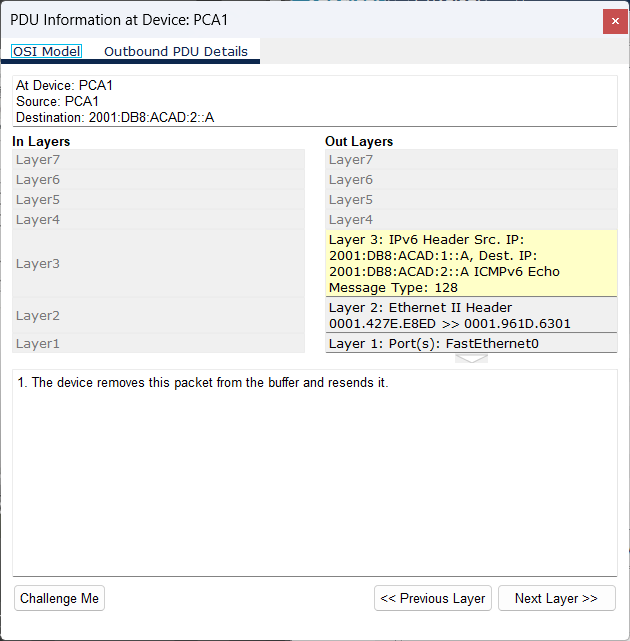 PDU Information at Device: PCA1
OSI Model Outbound PDU Details
At Device: PCA1
Source: PCA1
Destination: 2001:DB8:ACAD:2::A
In Layers
Layer7
Layer6
Layer5
Layer4
Layer3
Layer2
Layer1
Out Layers
Layer7
Layer6
Layer5
Layer4
Layer 3: IPv6 Header Src. IP:
2001:DB8:ACAD:1::A, Dest. IP:
2001:DB8:ACAD:2::A ICMPv6 Echo
Message Type: 128
Layer 2: Ethernet II Header
0001.427E.E8ED >> 0001.961D.6301
Layer 1: Port(s): FastEthernet0
1. The device removes this packet from the buffer and resends it.
Challenge Me
<< Previous Layer
Next Layer >>